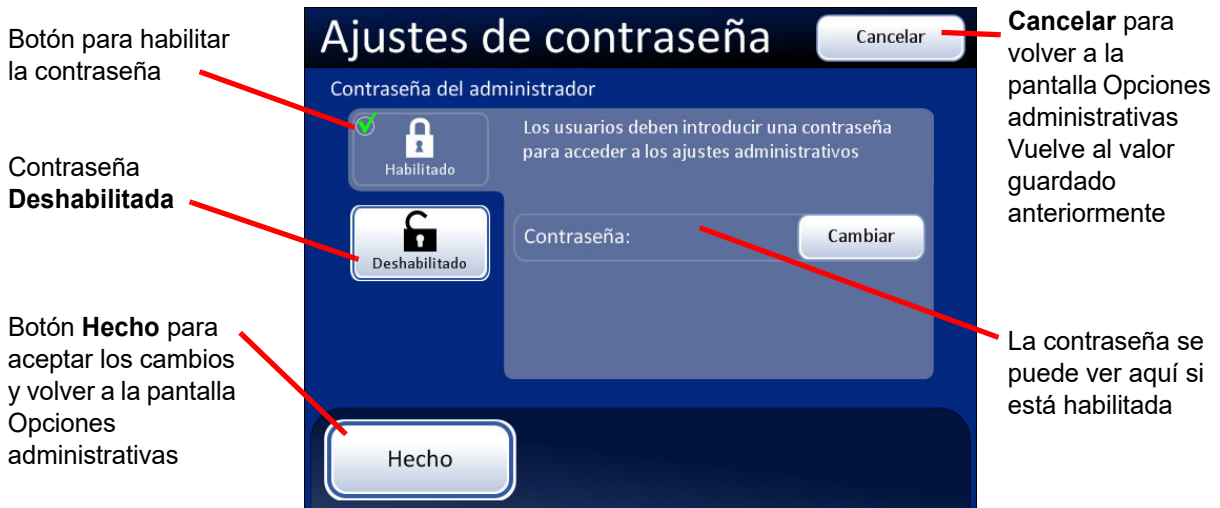 Botón para habilitar
la contraseña
Contraseña
Deshabilitada
Botón Hecho para
aceptar los cambios
y volver a la pantalla
Opciones
administrativas
Ajustes de contraseña
Cancelar
Contraseña del administrador
Habilitado
Los usuarios deben introducir una contraseña
para acceder a los ajustes administrativos
Deshabilitado
Contraseña:
Cambiar
Hecho
Cancelar para
volver a la
pantalla Opciones
administrativas
Vuelve al valor
guardado
anteriormente
La contraseña se
puede ver aquí si
está habilitada